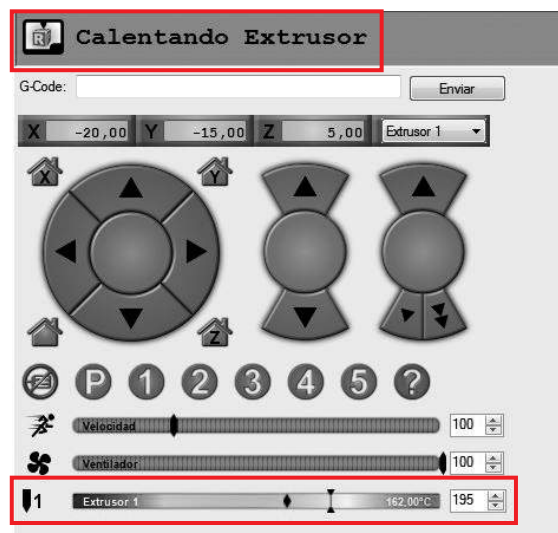 R Calentando Extrusor
G-Code: Enviar
X -20,00 Y -15,00 Z 5,00 Extrusor 1
X Y
Z
P 1 2 3 4 5 ?
Velocidad 100
Ventilador 100
1 Extrusor 1 162,00°C 195